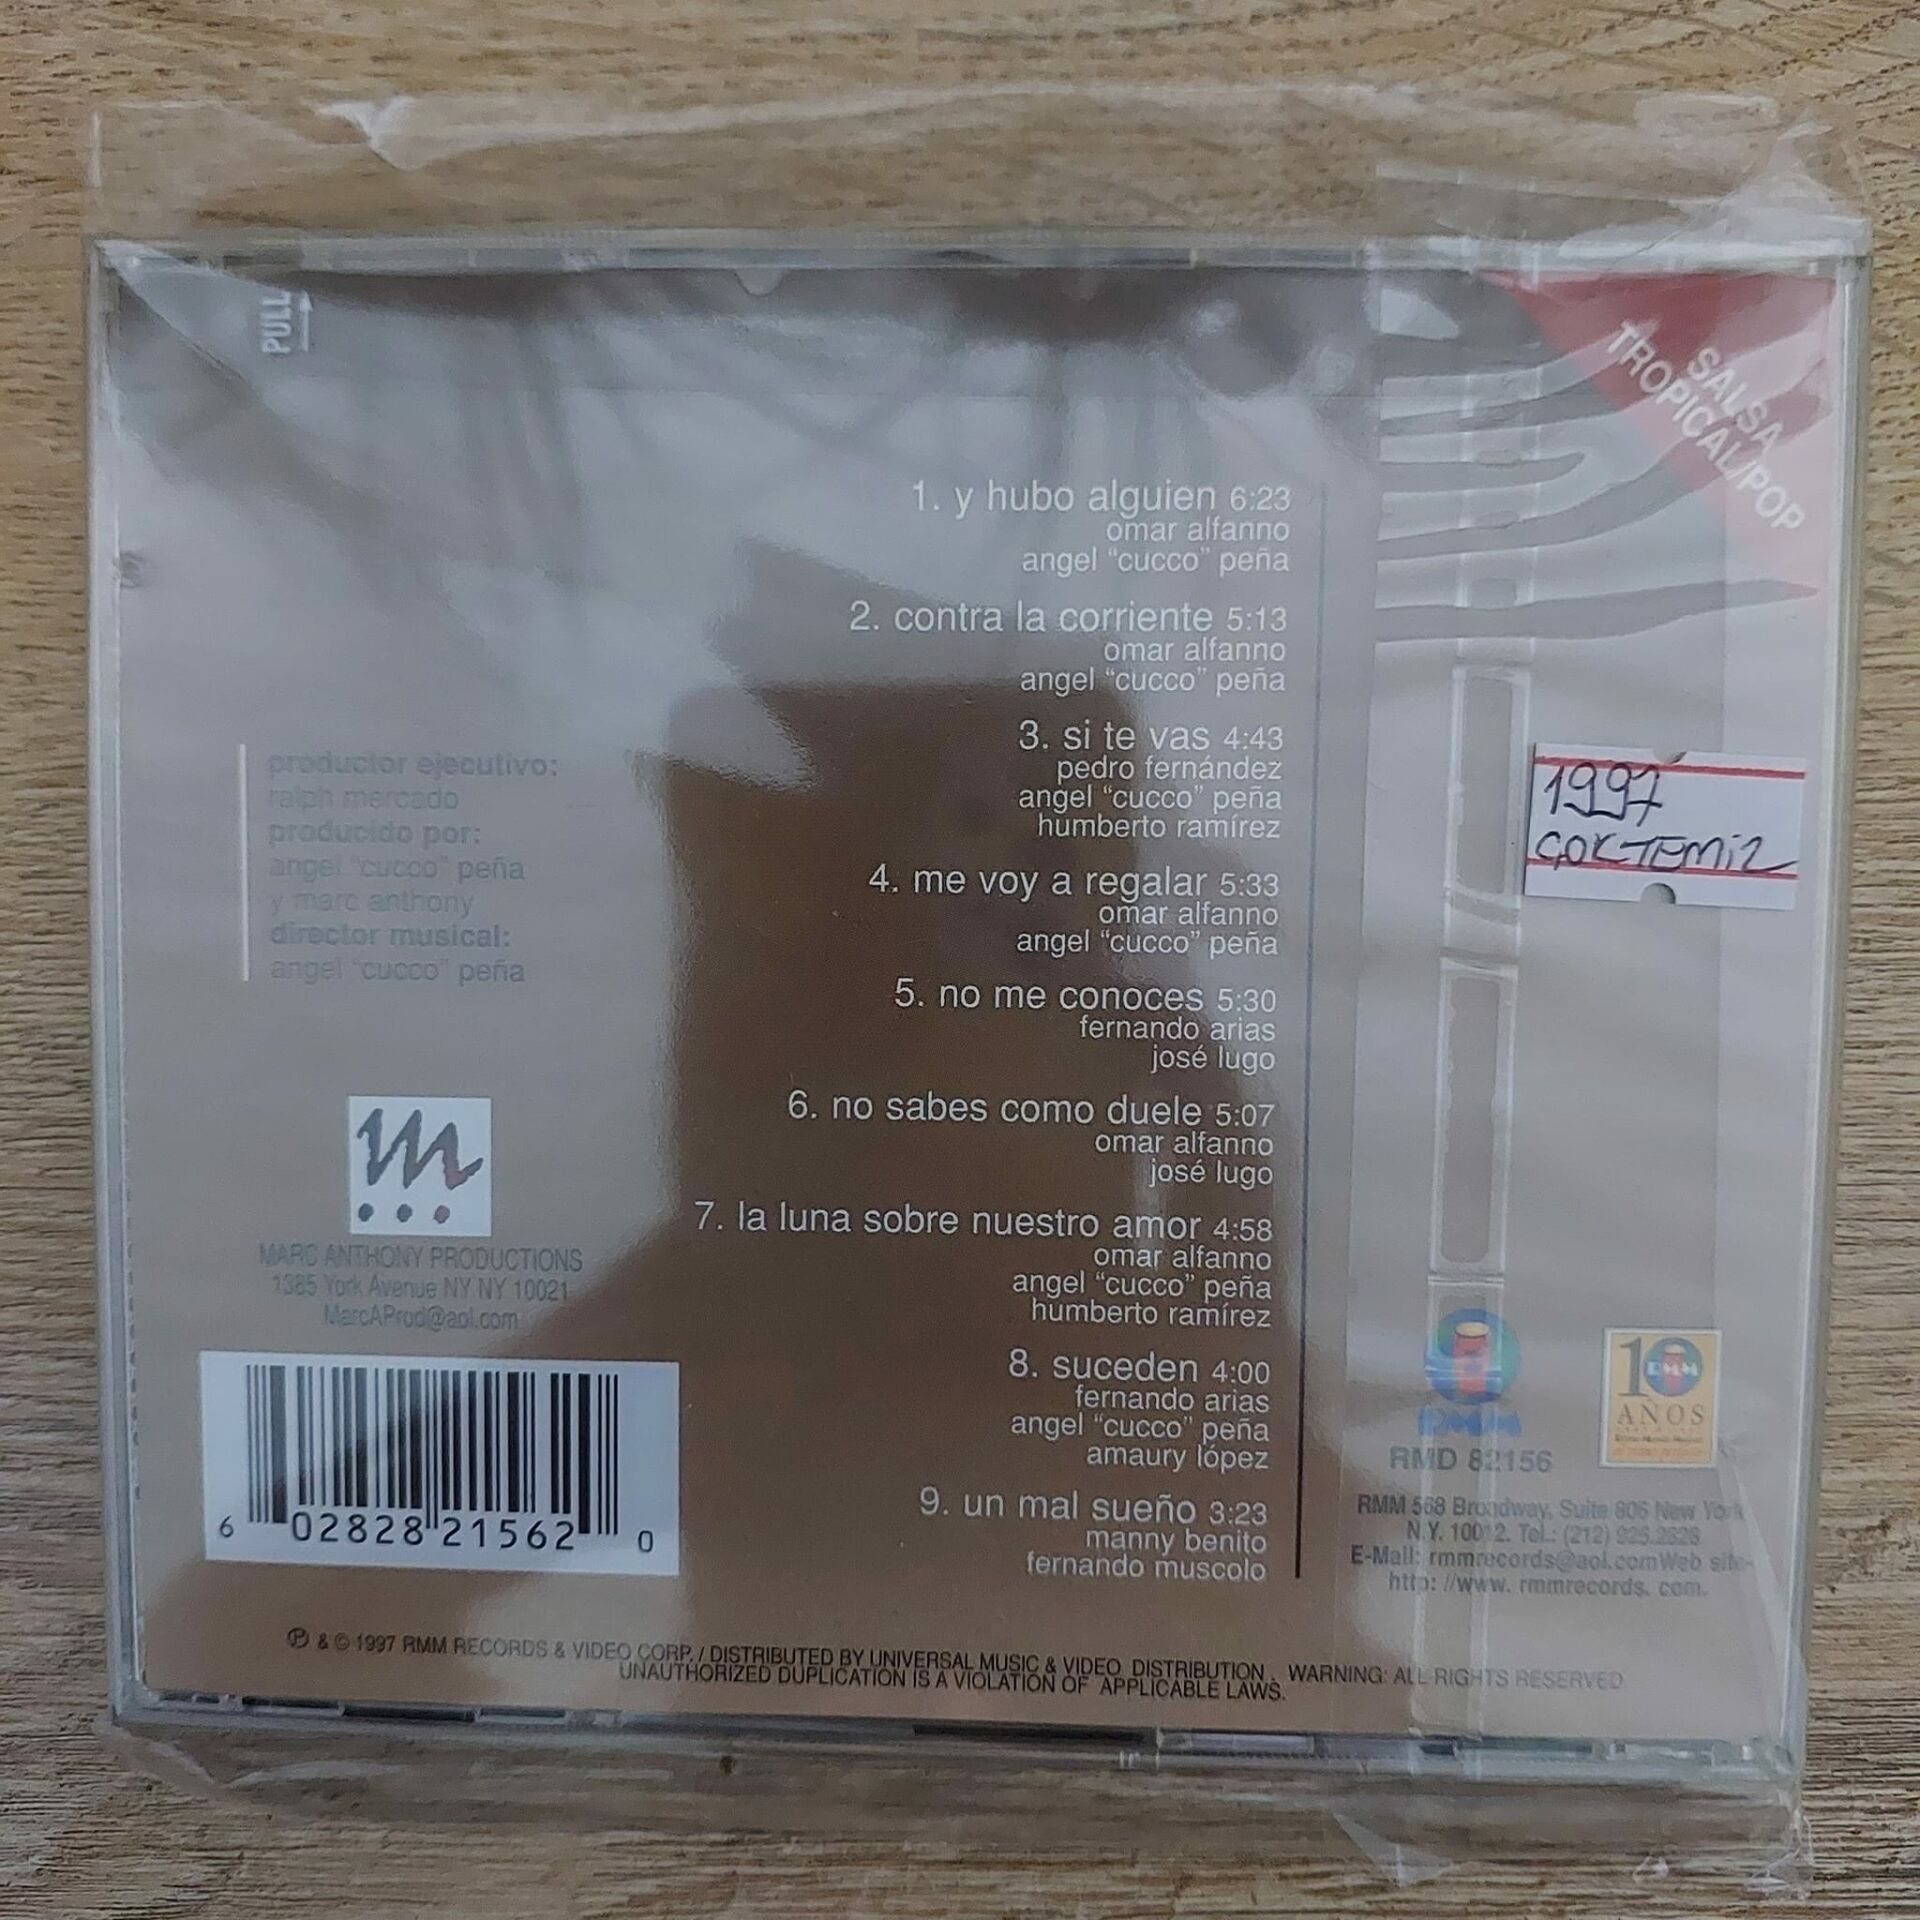 PULL
SALSA
TROPICAL/POP
1. y hubo alguien 6:23
omar alfanno
angel “cucco” peña
2. contra la corriente 5:13
omar alfanno
angel “cucco” peña
3. si te vas 4:43
pedro fernández
angel “cucco” peña
humberto ramírez
4. me voy a regalar 5:33
omar alfanno
angel “cucco” peña
5. no me conoces 5:30
fernando arias
josé lugo
6. no sabes como duele 5:07
omar alfanno
josé lugo
7. la luna sobre nuestro amor 4:58
omar alfanno
angel “cucco” peña
humberto ramírez
8. suceden 4:00
fernando arias
angel “cucco” peña
amaury lópez
9. un mal sueño 3:23
manny benito
fernando muscolo
productor ejecutivo:
ralph mercado
producido por:
angel “cucco” peña
y marc anthony
director musical:
angel “cucco” peña
m
MARC ANTHONY PRODUCTIONS
1385 York Avenue NY NY 10021
MarcAProd@aol.com
6 02828 21562 0
1997
ÇOKTEMİZ
RMM
RMD 82156
10 RMM
AÑOS
RMM 568 Broadway, Suite 806 New York
N.Y. 10012. Tel.: (212) 925.2828
E-Mail: rmmrecords@aol.comWeb site-
http: //www. rmmrecords. com.
℗ & © 1997 RMM RECORDS & VIDEO CORP. / DISTRIBUTED BY UNIVERSAL MUSIC & VIDEO DISTRIBUTION . WARNING: ALL RIGHTS RESERVED
UNAUTHORIZED DUPLICATION IS A VIOLATION OF APPLICABLE LAWS.